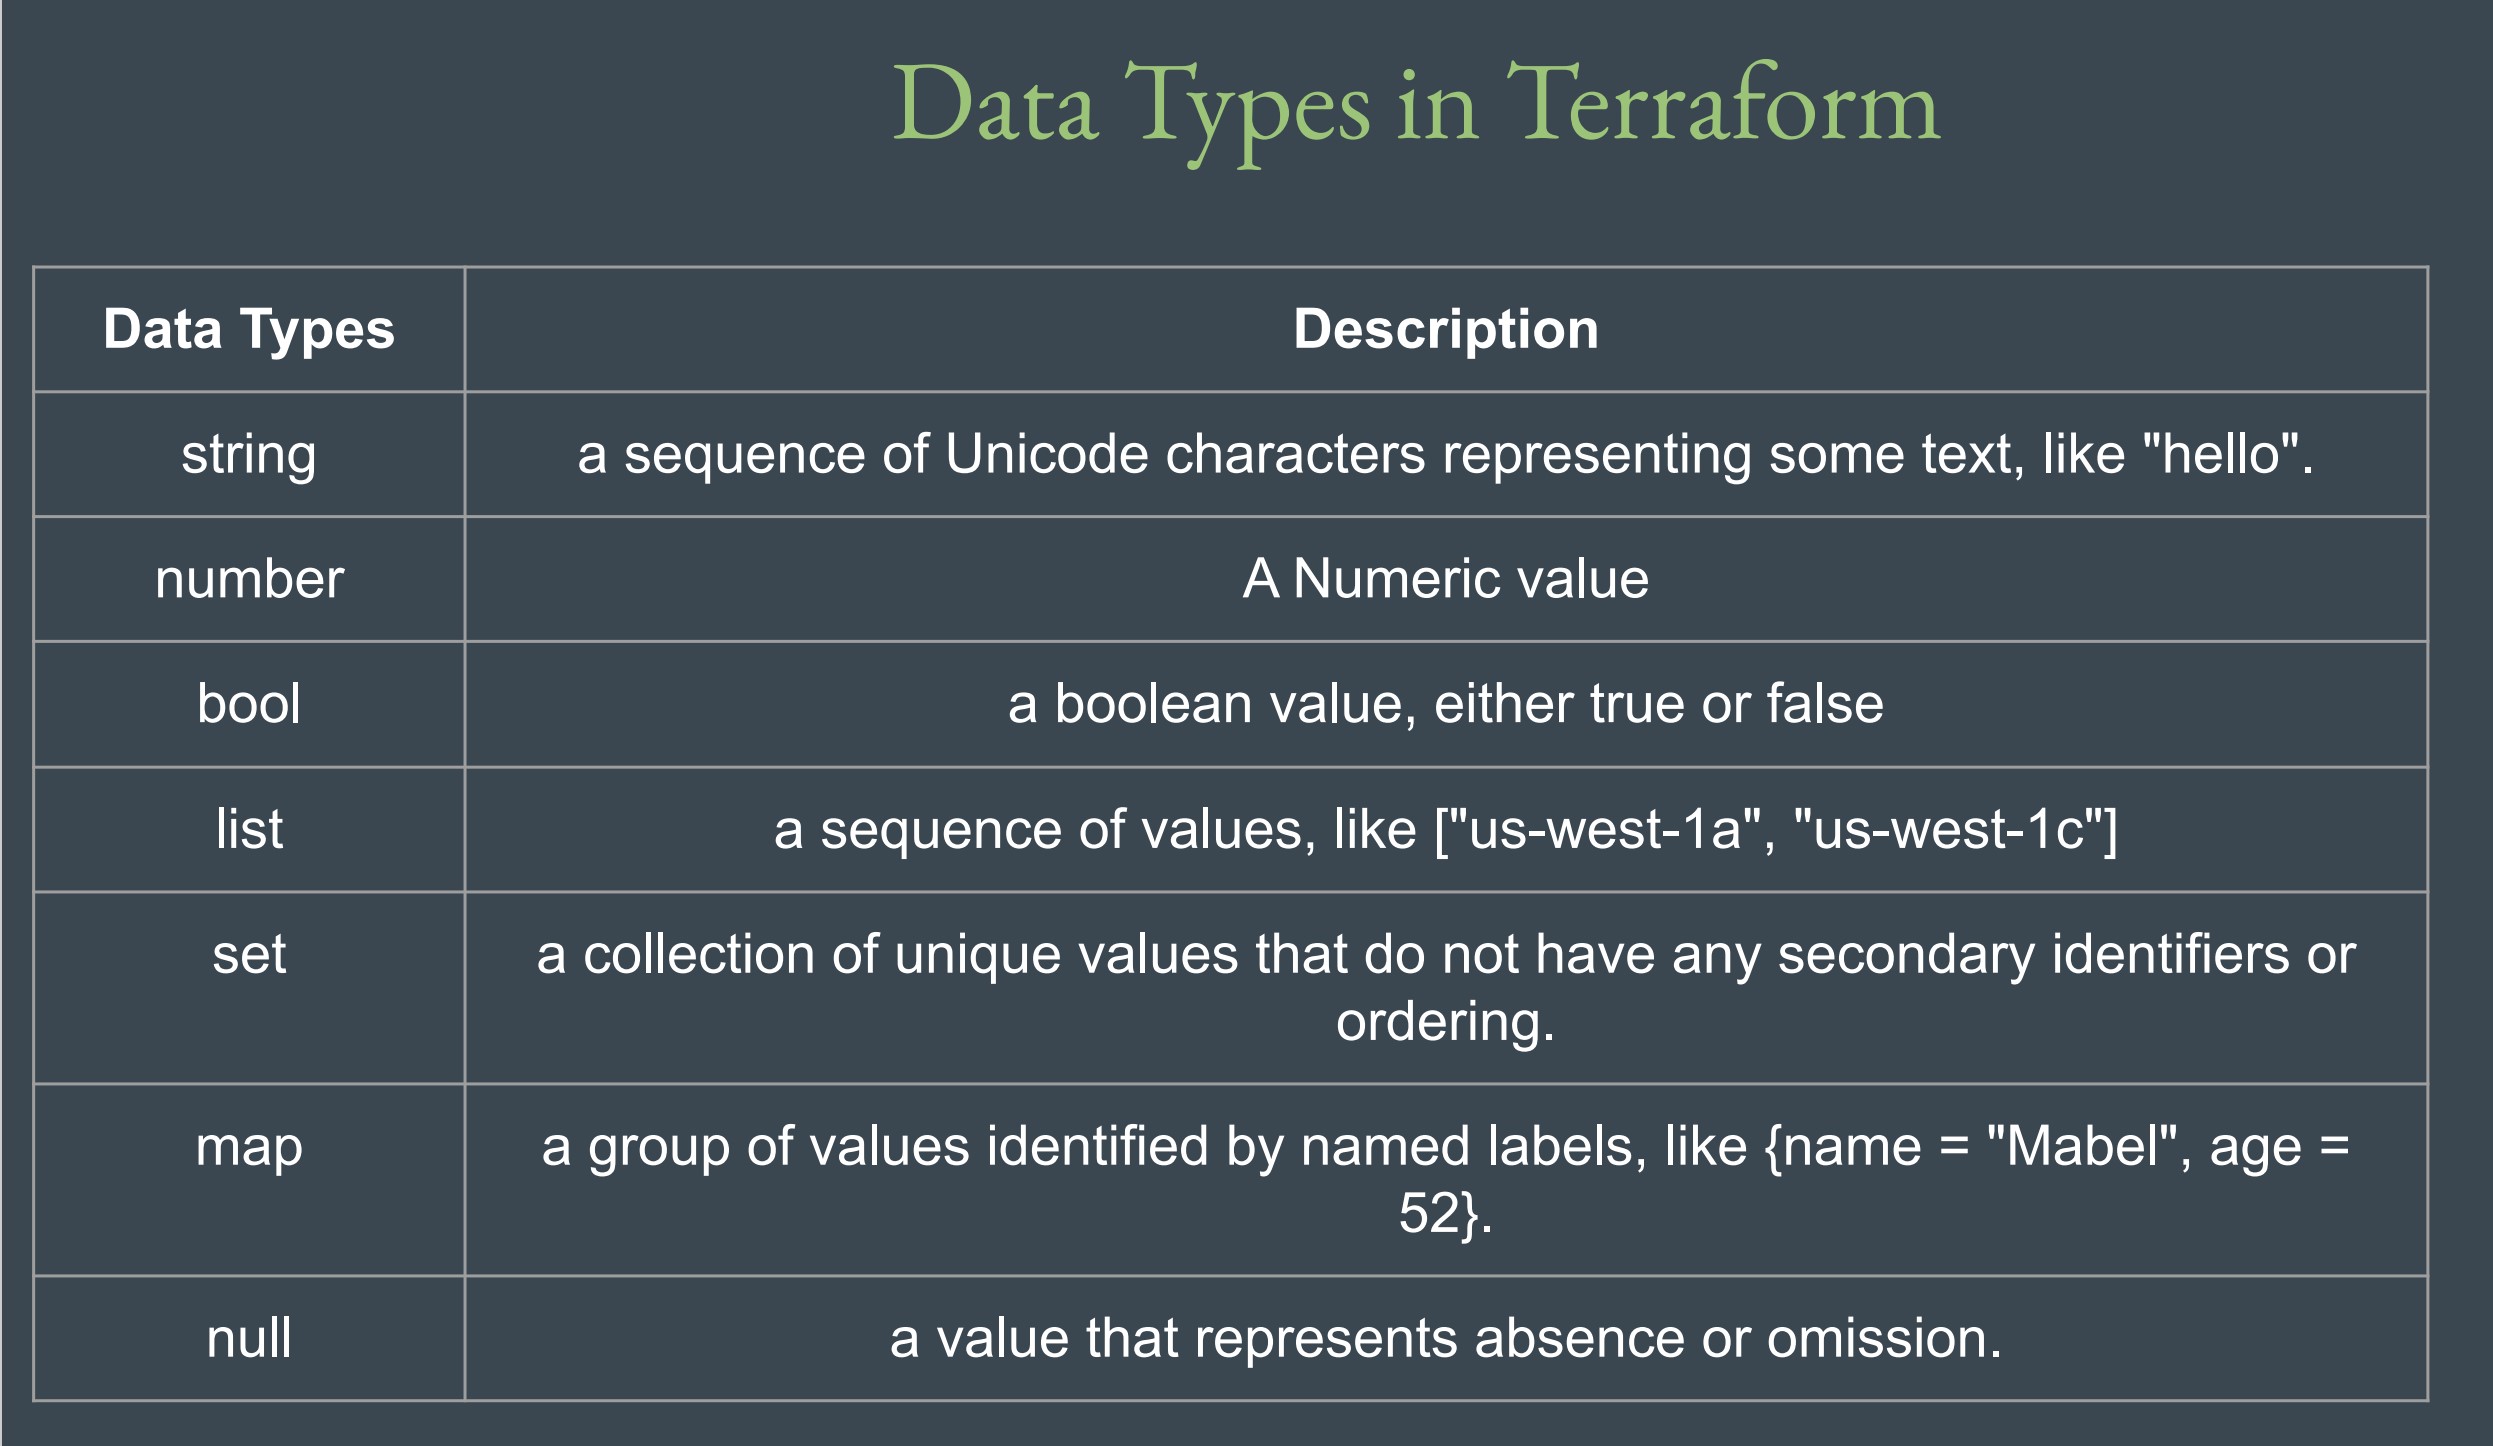 Data Types in Terraform
Data Types
Description
string
a sequence of Unicode characters representing some text, like "hello".
number
A Numeric value
bool
a boolean value, either true or false
list
a sequence of values, like ["us-west-1a", "us-west-1c"]
set
a collection of unique values that do not have any secondary identifiers or
ordering.
map
a group of values identified by named labels, like {name = "Mabel", age =
52}.
null
a value that represents absence or omission.